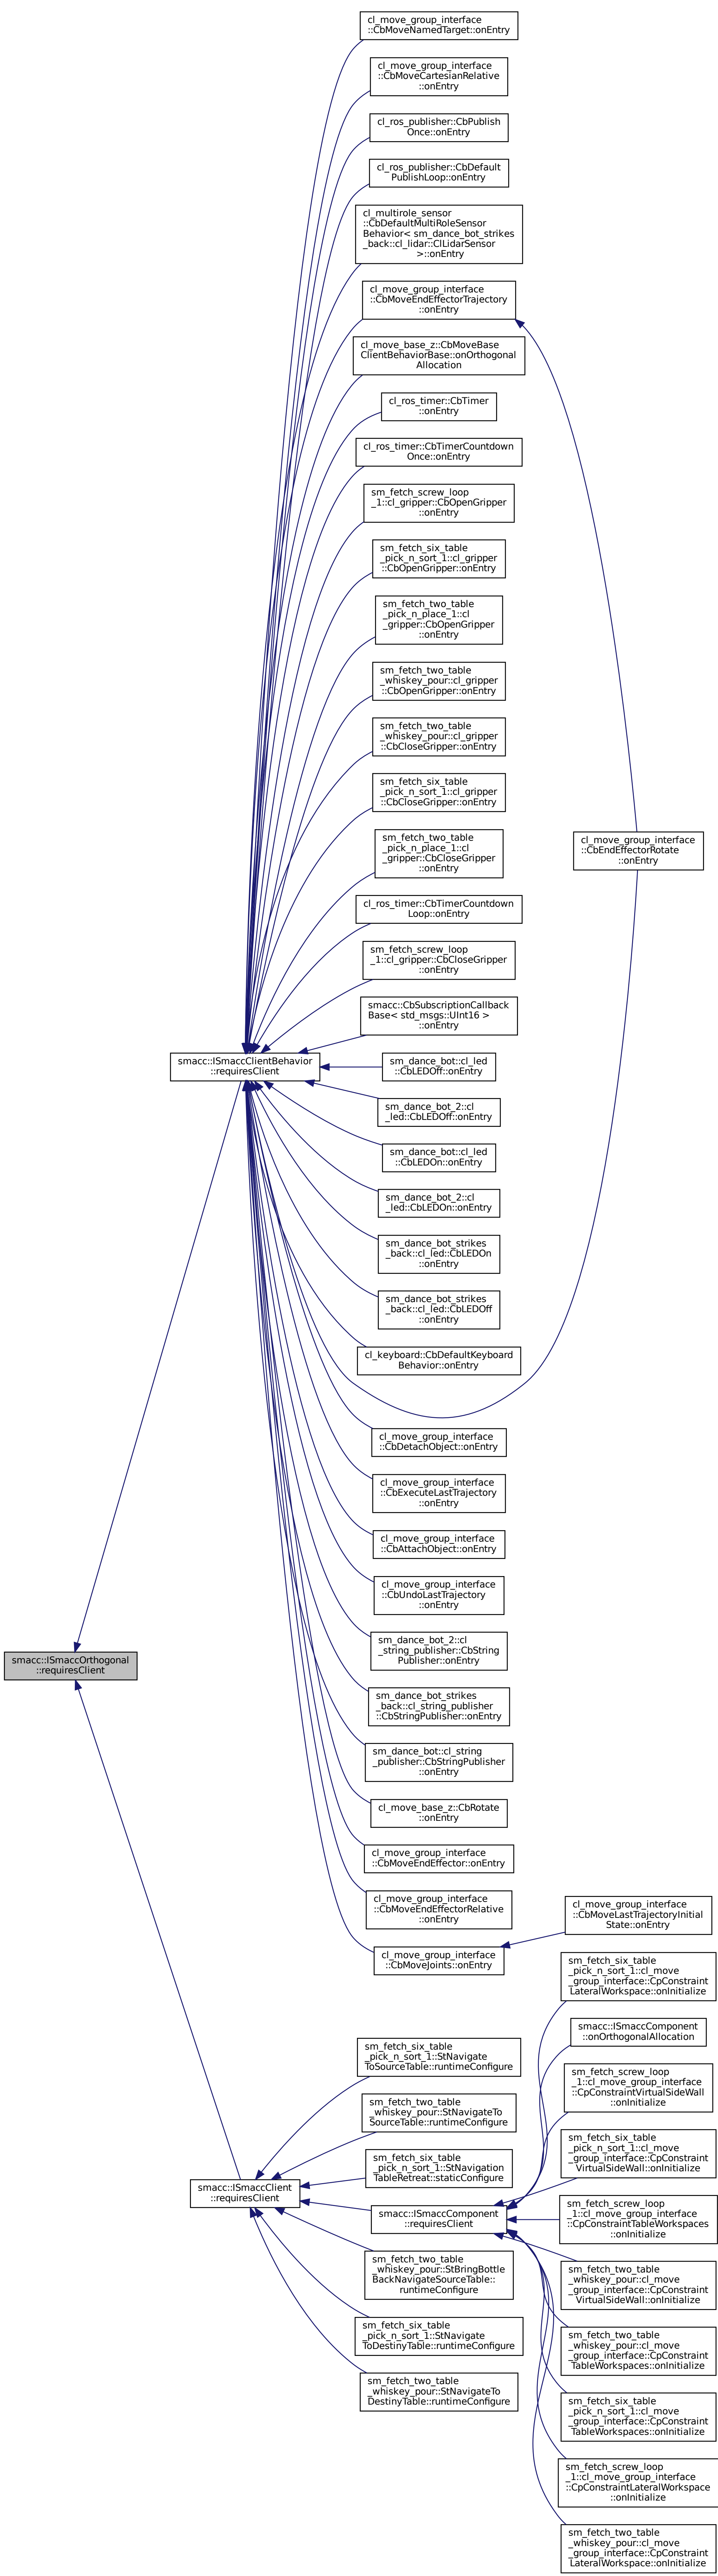 cl_move_group_interface
::CbMoveNamedTarget::onEntry
cl_move_group_interface
::CbMoveCartesianRelative
::onEntry
cl_ros_publisher::CbPublish
Once::onEntry
cl_ros_publisher::CbDefault
PublishLoop::onEntry
cl_multirole_sensor
::CbDefaultMultiRoleSensor
Behavior< sm_dance_bot_strikes
_back::cl_lidar::ClLidarSensor
>::onEntry
cl_move_group_interface
::CbMoveEndEffectorTrajectory
::onEntry
cl_move_base_z::CbMoveBase
ClientBehaviorBase::onOrthogonal
Allocation
cl_ros_timer::CbTimer
::onEntry
cl_ros_timer::CbTimerCountdown
Once::onEntry
sm_fetch_screw_loop
_1::cl_gripper::CbOpenGripper
::onEntry
sm_fetch_six_table
_pick_n_sort_1::cl_gripper
::CbOpenGripper::onEntry
sm_fetch_two_table
_pick_n_place_1::cl
_gripper::CbOpenGripper
::onEntry
sm_fetch_two_table
_whiskey_pour::cl_gripper
::CbOpenGripper::onEntry
sm_fetch_two_table
_whiskey_pour::cl_gripper
::CbCloseGripper::onEntry
sm_fetch_six_table
_pick_n_sort_1::cl_gripper
::CbCloseGripper::onEntry
sm_fetch_two_table
_pick_n_place_1::cl
_gripper::CbCloseGripper
::onEntry
cl_move_group_interface
::CbEndEffectorRotate
::onEntry
cl_ros_timer::CbTimerCountdown
Loop::onEntry
sm_fetch_screw_loop
_1::cl_gripper::CbCloseGripper
::onEntry
smacc::CbSubscriptionCallback
Base< std_msgs::UInt16 >
::onEntry
smacc::ISmaccClientBehavior
::requiresClient
sm_dance_bot::cl_led
::CbLEDOff::onEntry
sm_dance_bot_2::cl
_led::CbLEDOff::onEntry
sm_dance_bot::cl_led
::CbLEDOn::onEntry
sm_dance_bot_2::cl
_led::CbLEDOn::onEntry
sm_dance_bot_strikes
_back::cl_led::CbLEDOn
::onEntry
sm_dance_bot_strikes
_back::cl_led::CbLEDOff
::onEntry
cl_keyboard::CbDefaultKeyboard
Behavior::onEntry
cl_move_group_interface
::CbDetachObject::onEntry
cl_move_group_interface
::CbExecuteLastTrajectory
::onEntry
cl_move_group_interface
::CbAttachObject::onEntry
cl_move_group_interface
::CbUndoLastTrajectory
::onEntry
sm_dance_bot_2::cl
_string_publisher::CbString
Publisher::onEntry
smacc::ISmaccOrthogonal
::requiresClient
sm_dance_bot_strikes
_back::cl_string_publisher
::CbStringPublisher::onEntry
sm_dance_bot::cl_string
_publisher::CbStringPublisher
::onEntry
cl_move_base_z::CbRotate
::onEntry
cl_move_group_interface
::CbMoveEndEffector::onEntry
cl_move_group_interface
::CbMoveEndEffectorRelative
::onEntry
cl_move_group_interface
::CbMoveLastTrajectoryInitial
State::onEntry
cl_move_group_interface
::CbMoveJoints::onEntry
sm_fetch_six_table
_pick_n_sort_1::cl_move
_group_interface::CpConstraint
LateralWorkspace::onInitialize
smacc::ISmaccComponent
::onOrthogonalAllocation
sm_fetch_six_table
_pick_n_sort_1::StNavigate
ToSourceTable::runtimeConfigure
sm_fetch_screw_loop
_1::cl_move_group_interface
::CpConstraintVirtualSideWall
::onInitialize
sm_fetch_two_table
_whiskey_pour::StNavigateTo
SourceTable::runtimeConfigure
sm_fetch_six_table
_pick_n_sort_1::cl_move
_group_interface::CpConstraint
VirtualSideWall::onInitialize
sm_fetch_six_table
_pick_n_sort_1::StNavigation
TableRetreat::staticConfigure
smacc::ISmaccClient
::requiresClient
smacc::ISmaccComponent
::requiresClient
sm_fetch_screw_loop
_1::cl_move_group_interface
::CpConstraintTableWorkspaces
::onInitialize
sm_fetch_two_table
_whiskey_pour::StBringBottle
BackNavigateSourceTable::
runtimeConfigure
sm_fetch_two_table
_whiskey_pour::cl_move
_group_interface::CpConstraint
VirtualSideWall::onInitialize
sm_fetch_six_table
_pick_n_sort_1::StNavigate
ToDestinyTable::runtimeConfigure
sm_fetch_two_table
_whiskey_pour::cl_move
_group_interface::CpConstraint
TableWorkspaces::onInitialize
sm_fetch_two_table
_whiskey_pour::StNavigateTo
DestinyTable::runtimeConfigure
sm_fetch_six_table
_pick_n_sort_1::cl_move
_group_interface::CpConstraint
TableWorkspaces::onInitialize
sm_fetch_screw_loop
_1::cl_move_group_interface
::CpConstraintLateralWorkspace
::onInitialize
sm_fetch_two_table
_whiskey_pour::cl_move
_group_interface::CpConstraint
LateralWorkspace::onInitialize